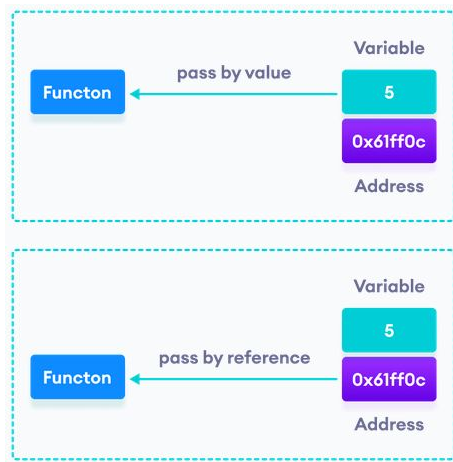 Variable
pass by value
Functon
5
0x61ff0c
Address
Variable
5
pass by reference
Functon
0x61ff0c
Address